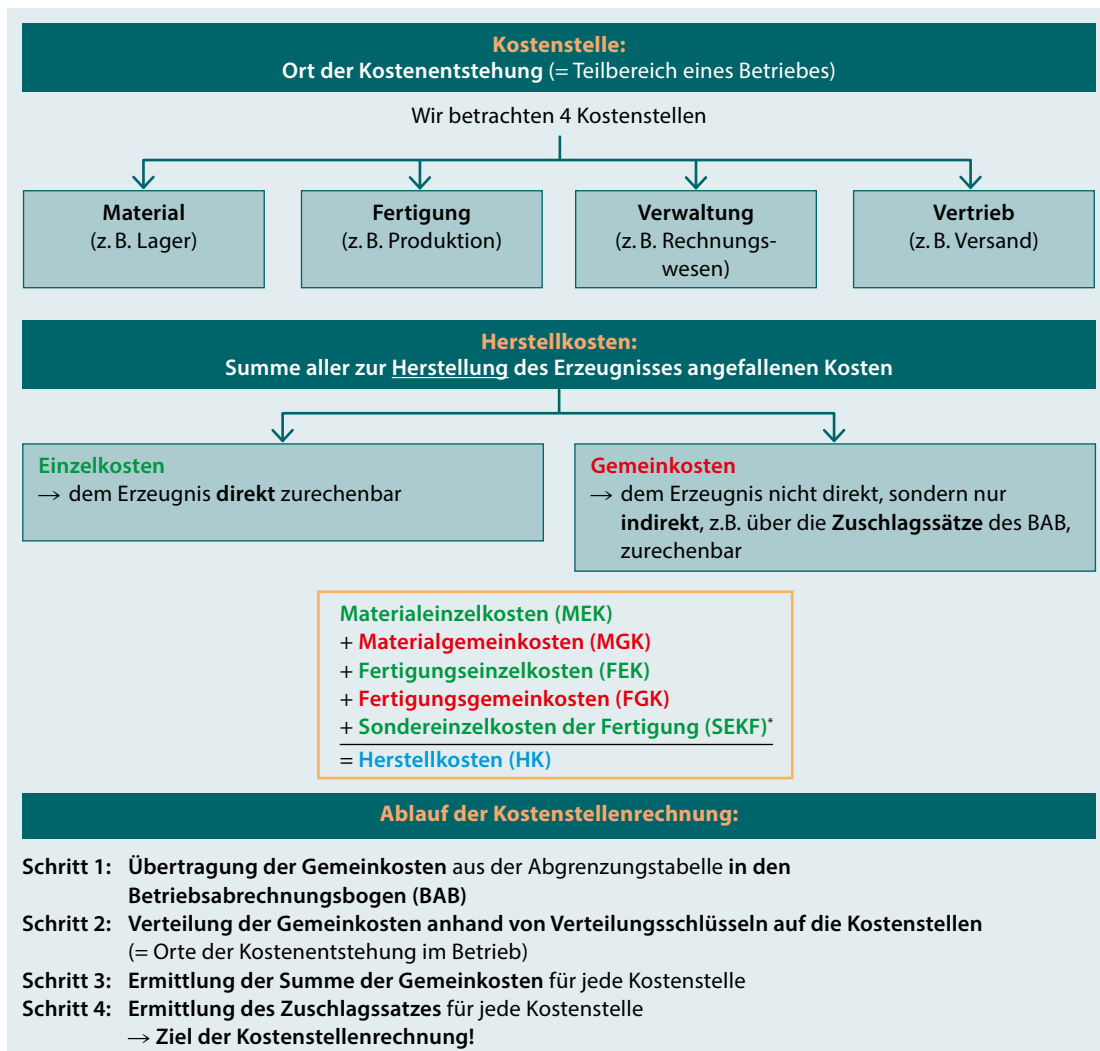 Kostenstelle:
Ort der Kostenentstehung (= Teilbereich eines Betriebes)
Wir betrachten 4 Kostenstellen
Material
(z. B. Lager)
Fertigung
(z. B. Produktion)
Verwaltung
(z. B. Rechnungs-
wesen)
Vertrieb
(z. B. Versand)
Herstellkosten:
Summe aller zur Herstellung des Erzeugnisses angefallenen Kosten
Einzelkosten
→ dem Erzeugnis direkt zurechenbar
Gemeinkosten
→ dem Erzeugnis nicht direkt, sondern nur
indirekt, z.B. über die Zuschlagssätze des BAB,
zurechenbar
Materialeinzelkosten (MEK)
+ Materialgemeinkosten (MGK)
+ Fertigungseinzelkosten (FEK)
+ Fertigungsgemeinkosten (FGK)
+ Sondereinzelkosten der Fertigung (SEKF)*
= Herstellkosten (HK)
Ablauf der Kostenstellenrechnung:
Schritt 1: Übertragung der Gemeinkosten aus der Abgrenzungstabelle in den
Betriebsabrechnungsbogen (BAB)
Schritt 2: Verteilung der Gemeinkosten anhand von Verteilungsschlüsseln auf die Kostenstellen
(= Orte der Kostenentstehung im Betrieb)
Schritt 3: Ermittlung der Summe der Gemeinkosten für jede Kostenstelle
Schritt 4: Ermittlung des Zuschlagssatzes für jede Kostenstelle
→ Ziel der Kostenstellenrechnung!